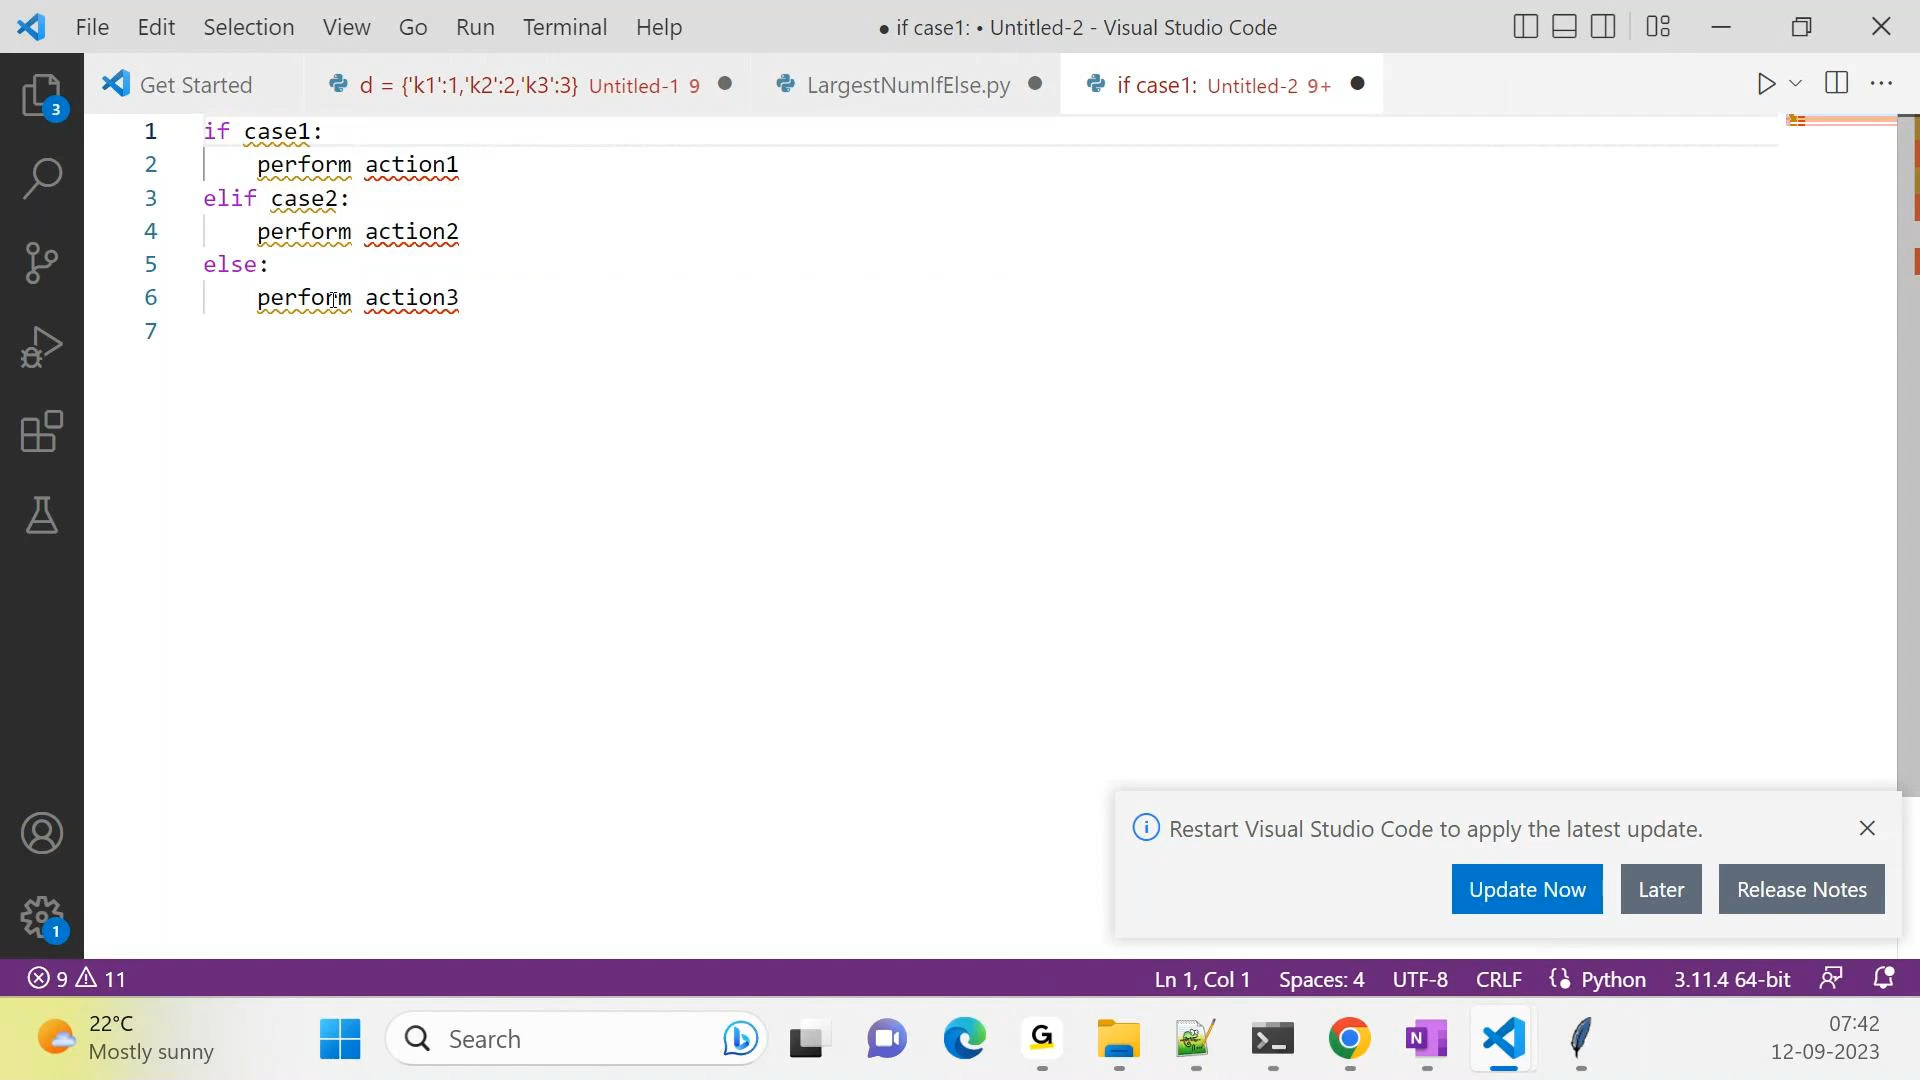 File Edit Selection View Go Run Terminal Help
● if case1: • Untitled-2 - Visual Studio Code
Get Started
d = {'k1':1,'k2':2,'k3':3} Untitled-1 9
LargestNumIfElse.py
if case1: Untitled-2 9+
3
1 if case1:
2 perform action1
3 elif case2:
4 perform action2
5 else:
6 perform action3
7
Restart Visual Studio Code to apply the latest update.
Update Now Later Release Notes
1
9 11
Ln 1, Col 1 Spaces: 4 UTF-8 CRLF Python 3.11.4 64-bit
22°C
Mostly sunny
Search
G
N
07:42
12-09-2023